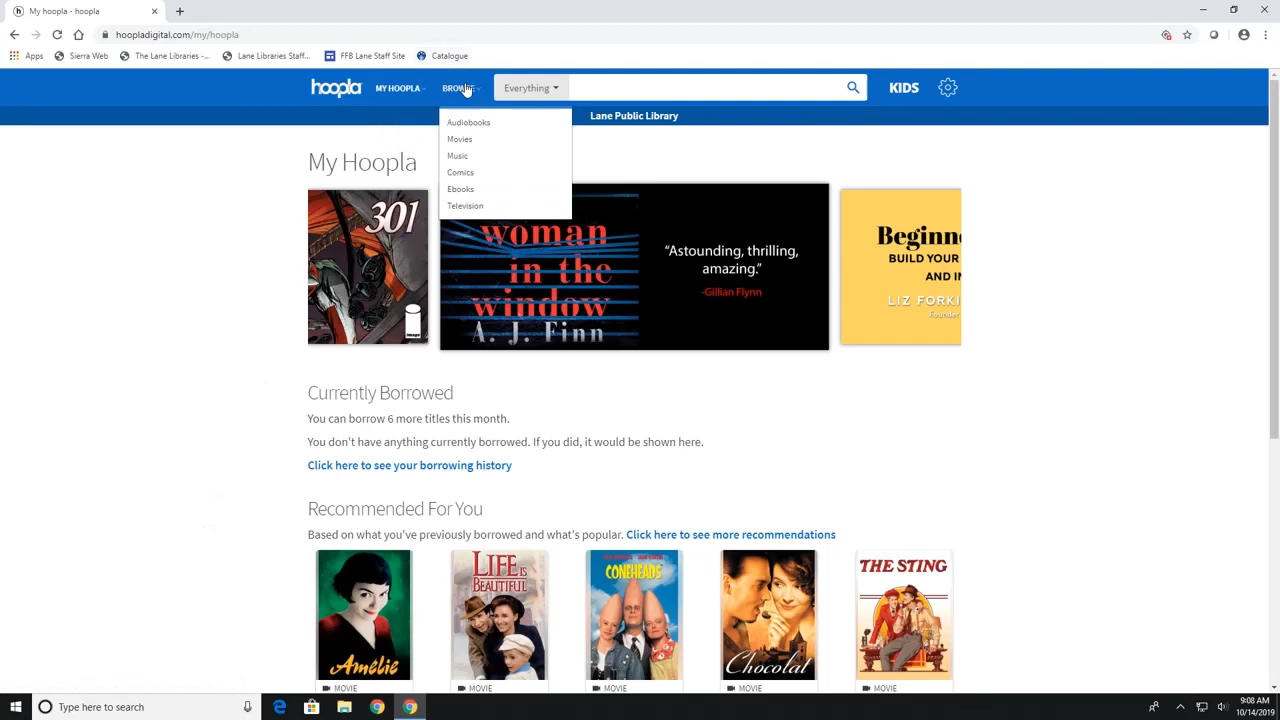 My hoopla - hoopla
hoopladigital.com/my/hoopla
Apps
Sierra Web
The Lane Libraries -...
Lane Libraries Staff...
FFB Lane Staff Site
Catalogue
hoopla
MY HOOPLA
BROWSE
Everything
KIDS
Lane Public Library
Audiobooks
Movies
Music
Comics
Ebooks
Television
My Hoopla
301
image
woman
in the
window
A. J. Finn
"Astounding, thrilling,
amazing."
-Gillian Flynn
Beginne
BUILD YOUR
AND IN
LIZ FORKI
Founder
Currently Borrowed
You can borrow 6 more titles this month.
You don't have anything currently borrowed. If you did, it would be shown here.
Click here to see your borrowing history
Recommended For You
Based on what you've previously borrowed and what's popular. Click here to see more recommendations
Amélie
LIFE IS
BEAUTIFUL
CONEHEADS
Chocolat
THE STING
MOVIE
MOVIE
MOVIE
MOVIE
MOVIE
Type here to search
9:08 AM
10/14/2019